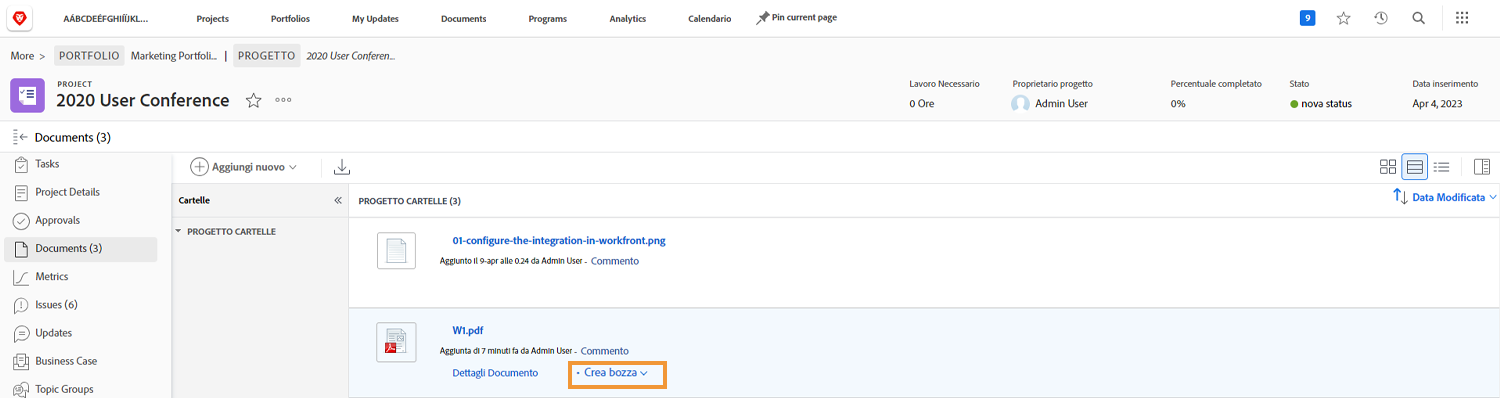 AÁBCDEÉFGHIÍJKL... Projects Portfolios My Updates Documents Programs Analytics Calendario Pin current page 9
More > PORTFOLIO Marketing Portfoli... | PROGETTO 2020 User Conferen...
PROJECT
2020 User Conference
Lavoro Necessario Proprietario progetto Percentuale completato Stato Data inserimento
0 Ore Admin User 0% nova status Apr 4, 2023
Documents (3)
Tasks
Project Details
Approvals
Documents (3)
Metrics
Issues (6)
Updates
Business Case
Topic Groups
Aggiungi nuovo
Cartelle
PROGETTO CARTELLE
PROGETTO CARTELLE (3)
Data Modificata
01-configure-the-integration-in-workfront.png
Aggiunto il 9-apr alle 0.24 da Admin User - Commento
W1.pdf
Aggiunta di 7 minuti fa da Admin User - Commento
Dettagli Documento • Crea bozza